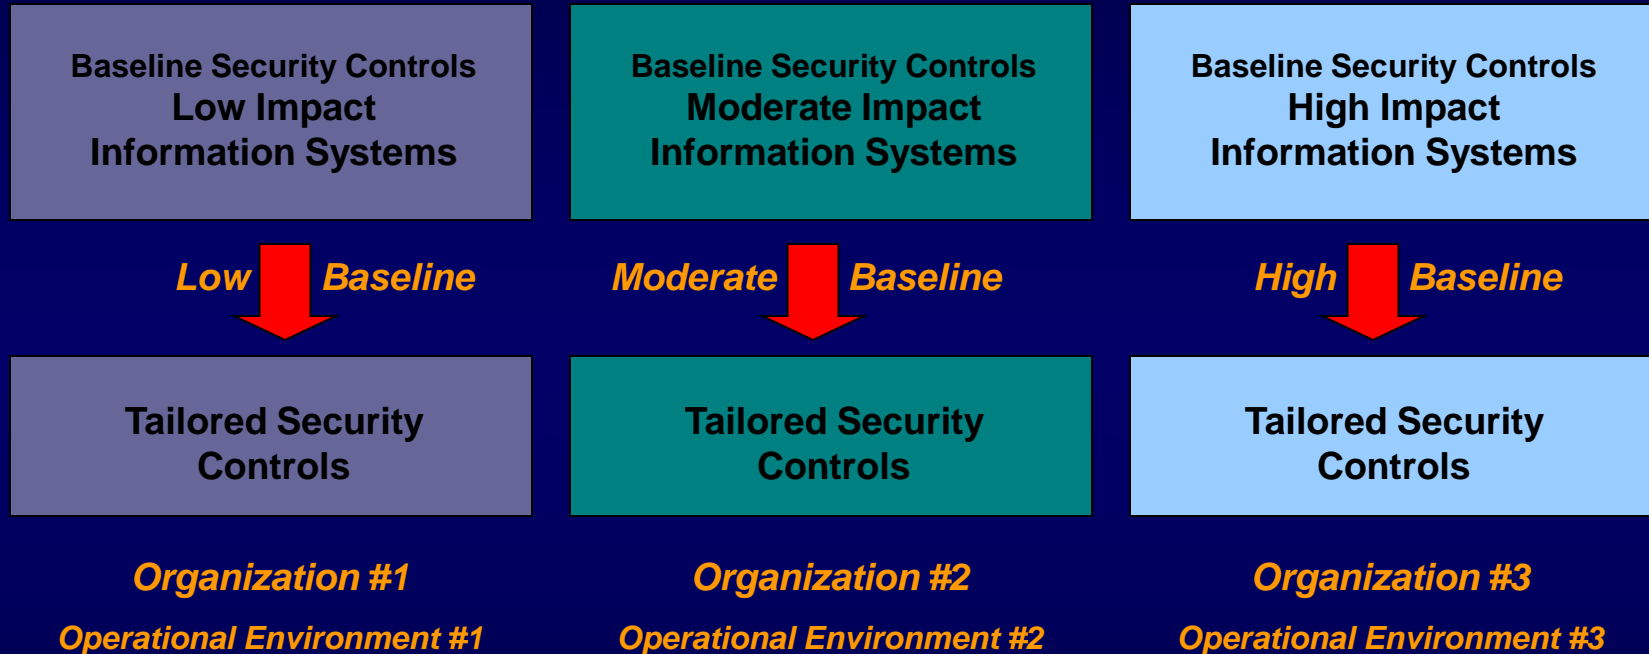 Baseline Security Controls
Low Impact
Information Systems
Baseline Security Controls
Moderate Impact
Information Systems
Baseline Security Controls
High Impact
Information Systems
Low Baseline
Moderate Baseline
High Baseline
Tailored Security
Controls
Tailored Security
Controls
Tailored Security
Controls
Organization #1
Operational Environment #1
Organization #2
Operational Environment #2
Organization #3
Operational Environment #3